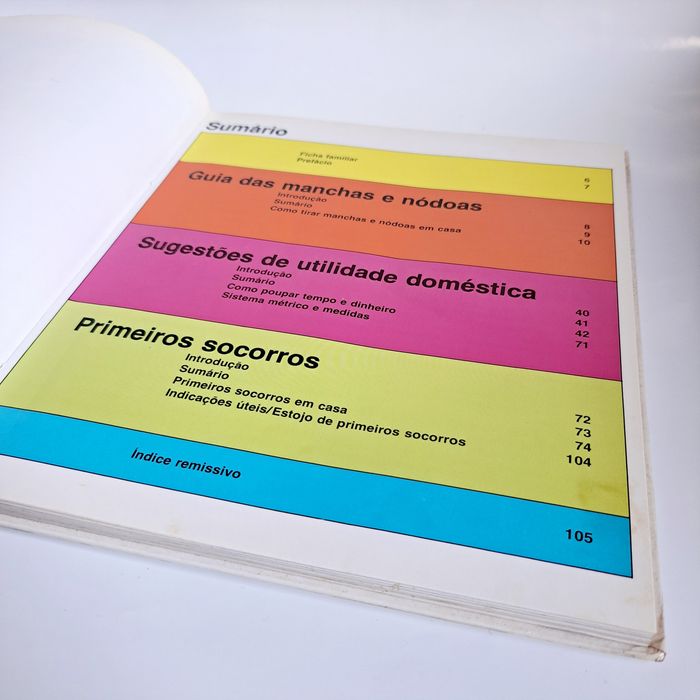 Sumário
Ficha familiar 6
Prefácio 7
Guia das manchas e nódoas
Introdução 8
Sumário 9
Como tirar manchas e nódoas em casa 10
Sugestões de utilidade doméstica
Introdução 40
Sumário 41
Como poupar tempo e dinheiro 42
Sistema métrico e medidas 71
Primeiros socorros
Introdução 72
Sumário 73
Primeiros socorros em casa 74
Indicações úteis/Estojo de primeiros socorros 104
Índice remissivo 105